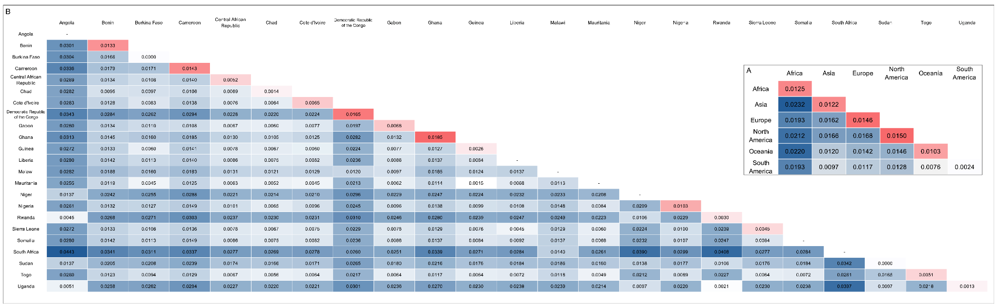 B
Angola Benin Burkina Faso Cameroon Central African Republic Chad Cote d'Ivoire Democratic Republic of the Congo Gabon Ghana Guinea Liberia Malawi Mauritania Niger Nigeria Rwanda Sierra Leone Somalia South Africa Sudan Togo Uganda
Angola -
Benin 0.0301 0.0133
Burkina Faso 0.0304 0.0166 0.0000
Cameroon 0.0336 0.0179 0.0171 0.0143
Central African Republic 0.0269 0.0134 0.0108 0.0140 0.0052
Chad 0.0262 0.0095 0.0097 0.0106 0.0069 0.0014
Cote d'Ivoire 0.0263 0.0128 0.0083 0.0138 0.0076 0.0064 0.0065
Democratic Republic of the Congo 0.0343 0.0284 0.0262 0.0294 0.0228 0.0220 0.0224 0.0165
Gabon 0.0280 0.0134 0.0110 0.0108 0.0067 0.0060 0.0077 0.0197 0.0068
Ghana 0.0313 0.0145 0.0160 0.0185 0.0130 0.0105 0.0125 0.0282 0.0132 0.0185
Guinea 0.0272 0.0133 0.0060 0.0141 0.0078 0.0067 0.0060 0.0224 0.0077 0.0127 0.0026
Liberia 0.0280 0.0142 0.0113 0.0140 0.0086 0.0075 0.0082 0.0236 0.0086 0.0137 0.0084 -
Malaw 0.0282 0.0188 0.0160 0.0193 0.0131 0.0121 0.0129 0.0120 0.0097 0.0185 0.0124 0.0137 -
Mauritania 0.0255 0.0119 0.0045 0.0125 0.0063 0.0052 0.0045 0.0213 0.0062 0.0114 0.0015 0.0068 0.0113 -
Niger 0.0137 0.0242 0.0255 0.0288 0.0221 0.0214 0.0210 0.0296 0.0229 0.0247 0.0224 0.0232 0.0233 0.0208 -
Nigeria 0.0261 0.0132 0.0127 0.0149 0.0101 0.0065 0.0096 0.0245 0.0096 0.0138 0.0099 0.0108 0.0148 0.0084 0.0209 0.0103
Rwanda 0.0045 0.0268 0.0271 0.0303 0.0237 0.0230 0.0231 0.0310 0.0246 0.0280 0.0239 0.0247 0.0249 0.0223 0.0106 0.0229 0.0030
Sierra Leone 0.0272 0.0133 0.0106 0.0136 0.0078 0.0067 0.0075 0.0229 0.0078 0.0129 0.0076 0.0045 0.0129 0.0060 0.0224 0.0100 0.0239 0.0045
Somalia 0.0280 0.0142 0.0113 0.0149 0.0086 0.0075 0.0082 0.0236 0.0086 0.0137 0.0084 0.0092 0.0137 0.0068 0.0232 0.0107 0.0247 0.0084 -
South Africa 0.0443 0.0341 0.0311 0.0337 0.0277 0.0269 0.0278 0.0260 0.0251 0.0339 0.0271 0.0284 0.0140 0.0261 0.0390 0.0299 0.0408 0.0277 0.0284 -
Sudan 0.0137 0.0205 0.0208 0.0239 0.0174 0.0166 0.0171 0.0265 0.0180 0.0216 0.0176 0.0184 0.0186 0.0160 0.0138 0.0177 0.0106 0.0176 0.0184 0.0342 0.0000
Togo 0.0260 0.0123 0.0094 0.0129 0.0067 0.0056 0.0064 0.0217 0.0064 0.0117 0.0064 0.0072 0.0118 0.0049 0.0212 0.0089 0.0227 0.0064 0.0072 0.0261 0.0165 0.0051
Uganda 0.0051 0.0258 0.0262 0.0294 0.0227 0.0220 0.0221 0.0301 0.0236 0.0270 0.0230 0.0238 0.0239 0.0214 0.0097 0.0220 0.0021 0.0230 0.0238 0.0397 0.0097 0.0218 0.0013
A
Africa Asia Europe North America Oceania South America
Africa 0.0125
Asia 0.0232 0.0122
Europe 0.0193 0.0162 0.0146
North America 0.0212 0.0166 0.0168 0.0150
Oceania 0.0220 0.0120 0.0142 0.0146 0.0103
South America 0.0193 0.0097 0.0117 0.0128 0.0076 0.0024